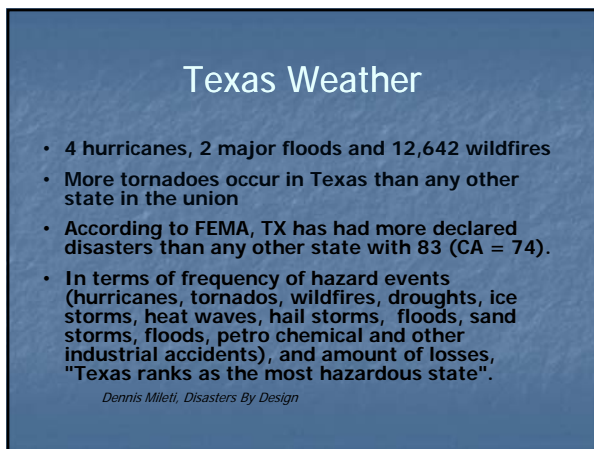 Texas Weather
• 4 hurricanes, 2 major floods and 12,642 wildfires
• More tornadoes occur in Texas than any other
state in the union
• According to FEMA, TX has had more declared
disasters than any other state with 83 (CA = 74).
• In terms of frequency of hazard events
(hurricanes, tornados, wildfires, droughts, ice
storms, heat waves, hail storms, floods, sand
storms, floods, petro chemical and other
industrial accidents), and amount of losses,
"Texas ranks as the most hazardous state".
Dennis Mileti, Disasters By Design